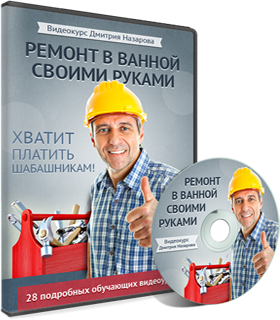 Видеокурс Дмитрия Назарова
РЕМОНТ В ВАННОЙ
СВОИМИ РУКАМИ
ХВАТИТ
ПЛАТИТЬ
ШАБАШНИКАМ!
28 подробных обучающих
РЕМОНТ
В ВАННОЙ
СВОИМИ
РУКАМИ
Видеокурс
Дмитрия Назарова